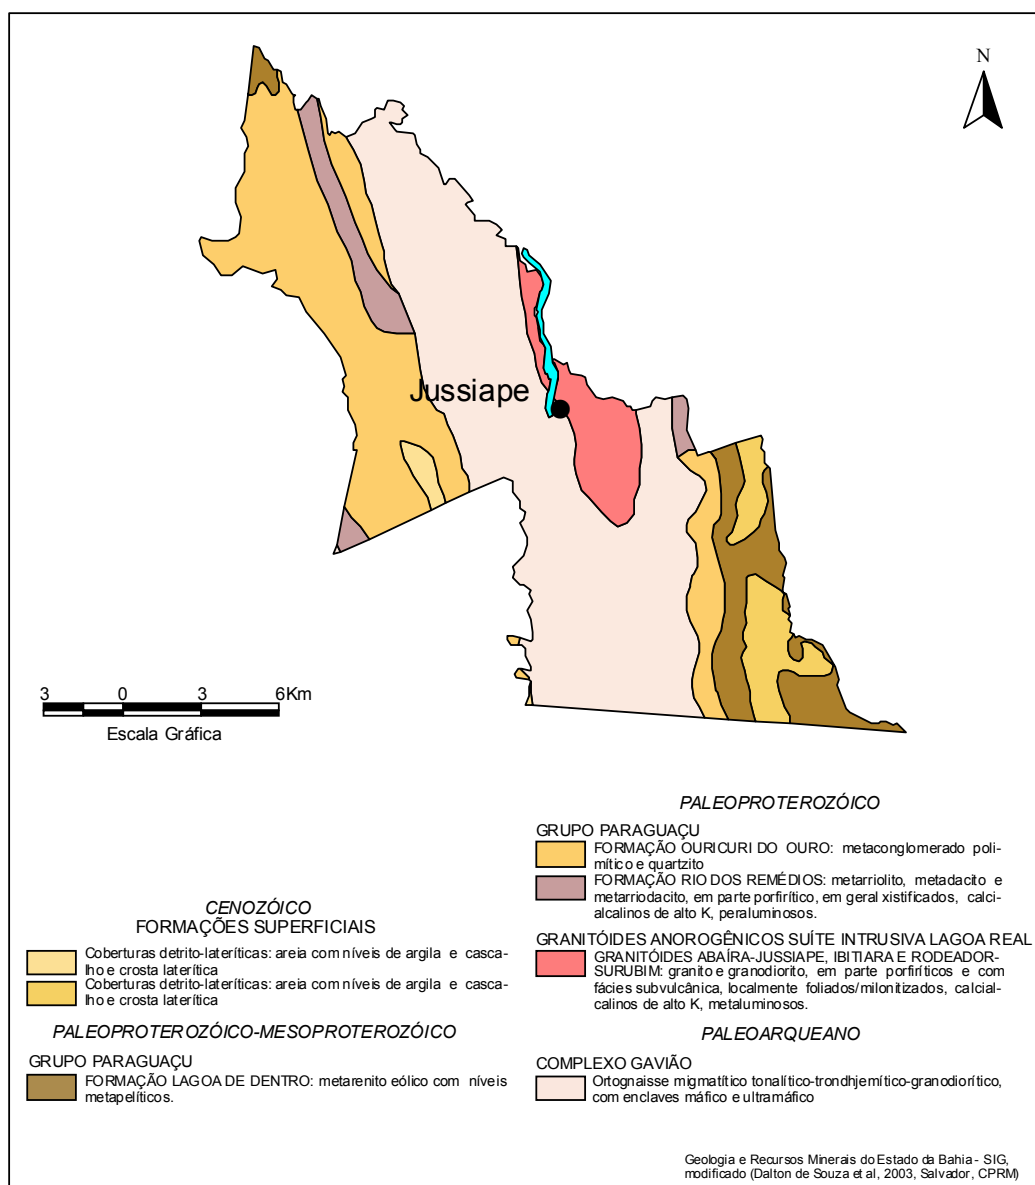 N
Jussiape
3 0 3 6Km
Escala Gráfica
CENOZÓICO
FORMAÇÕES SUPERFICIAIS
Coberturas detrito-lateríticas: areia com níveis de argila e casca-
lho e crosta laterítica
Coberturas detrito-lateríticas: areia com níveis de argila e casca-
lho e crosta laterítica
PALEOPROTEROZÓICO-MESOPROTEROZÓICO
GRUPO PARAGUAÇU
FORMAÇÃO LAGOA DE DENTRO: metarenito eólico com níveis
metapelíticos.
PALEOPROTEROZÓICO
GRUPO PARAGUAÇU
FORMAÇÃO OURICURI DO OURO: metaconglomerado poli-
mítico e quartzito
FORMAÇÃO RIO DOS REMÉDIOS: metarriolito, metadacito e
metarriodacito, em parte porfirítico, em geral xistificados, calci-
alcalinos de alto K, peraluminosos.
GRANITÓIDES ANOROGÊNICOS SUÍTE INTRUSIVA LAGOA REAL
GRANITÓIDES ABAÍRA-JUSSIAPE, IBITIARA E RODEADOR-
SURUBIM: granito e granodiorito, em parte porfiríticos e com
fácies subvulcânica, localmente foliados/milonitizados, calcial-
calinos de alto K, metaluminosos.
PALEOARQUEANO
COMPLEXO GAVIÃO
Ortognaisse migmatítico tonalítico-trondhjemítico-granodiorítico,
com enclaves máfico e ultramáfico
Geologia e Recursos Minerais do Estado da Bahia - SIG,
modificado (Dalton de Souza et al, 2003, Salvador, CPRM)